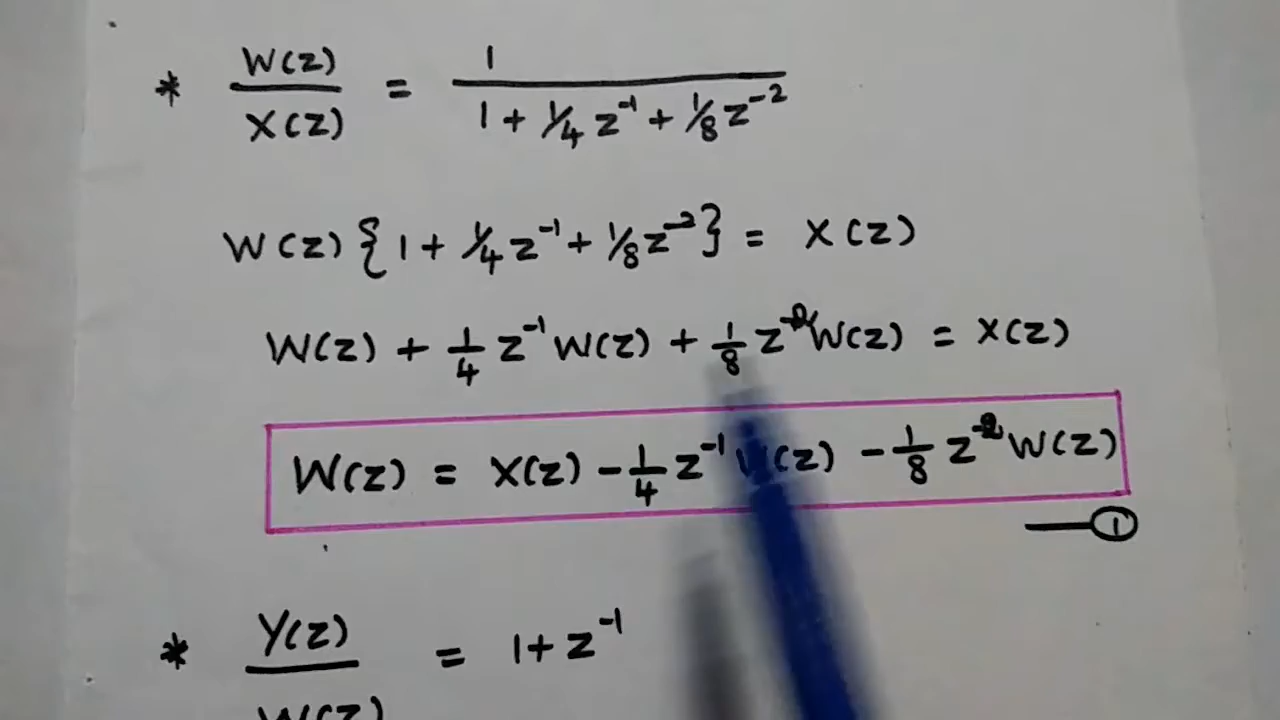 * W(z)/X(z) = 1/(1 + 1/4 z⁻¹ + 1/8 z⁻²)
W(z){1 + 1/4 z⁻¹ + 1/8 z⁻²} = X(z)
W(z) + 1/4 z⁻¹ W(z) + 1/8 z⁻² W(z) = X(z)
W(z) = X(z) - 1/4 z⁻¹ W(z) - 1/8 z⁻² W(z)
— ①
* Y(z)/W(z) = 1 + z⁻¹